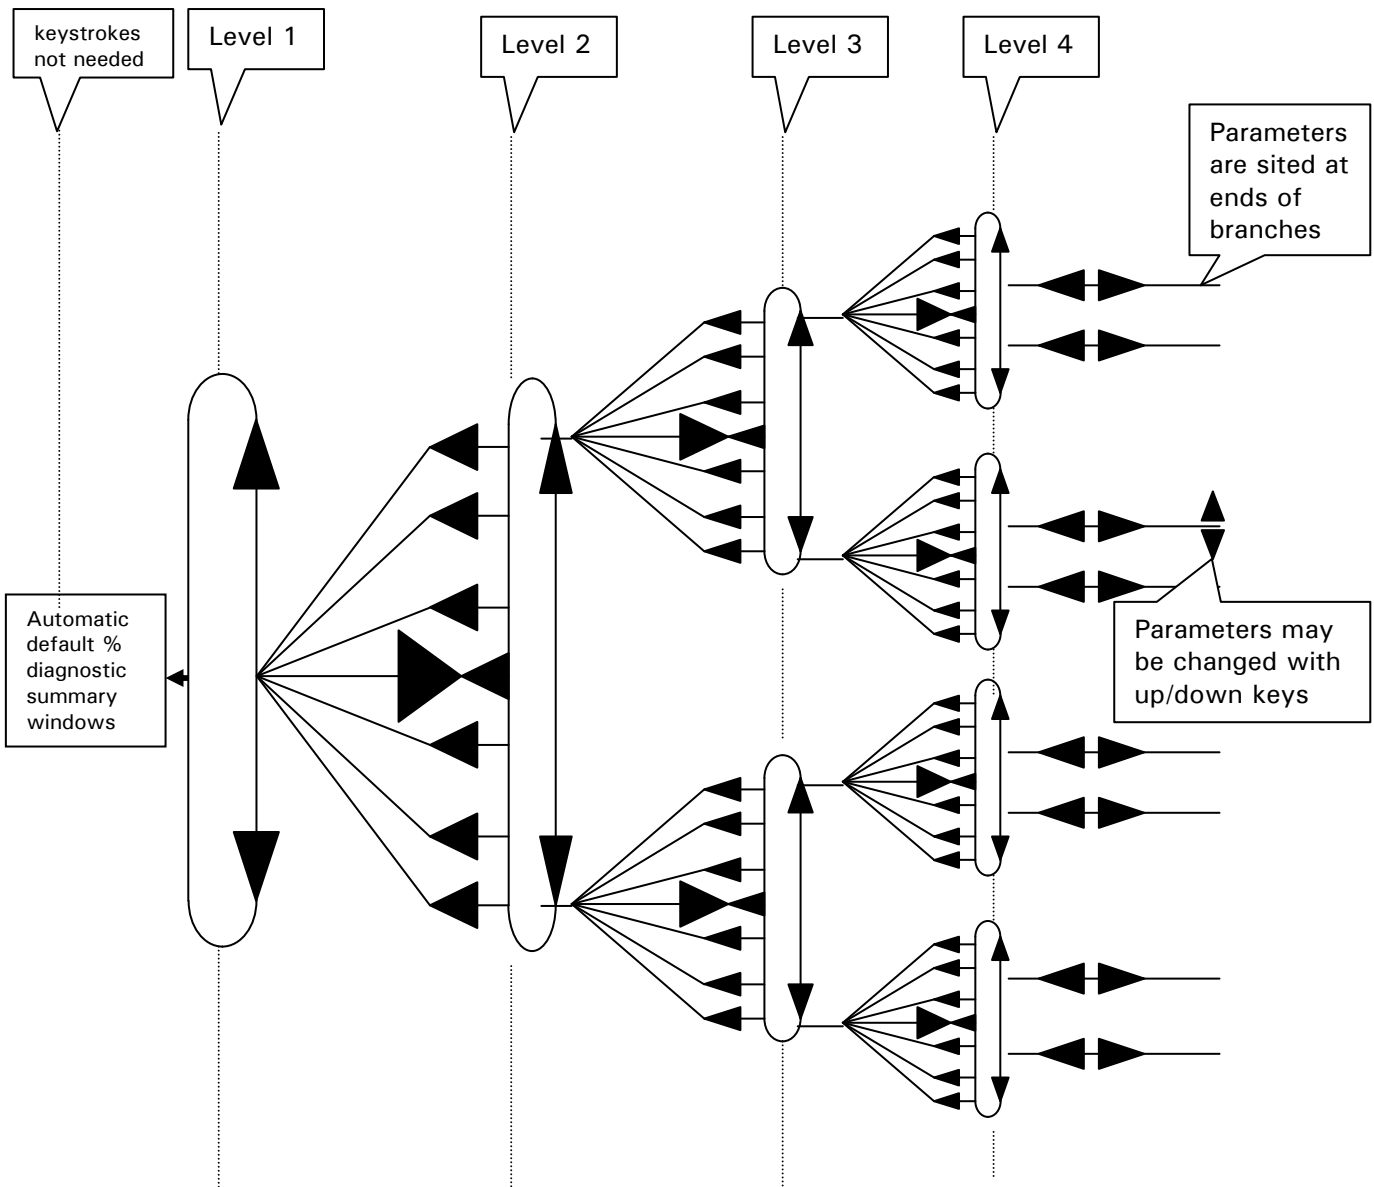 keystrokes
not needed
Level 1
Level 2
Level 3
Level 4
Parameters
are sited at
ends of
branches
Automatic
default %
diagnostic
summary
windows
Parameters may
be changed with
up/down keys